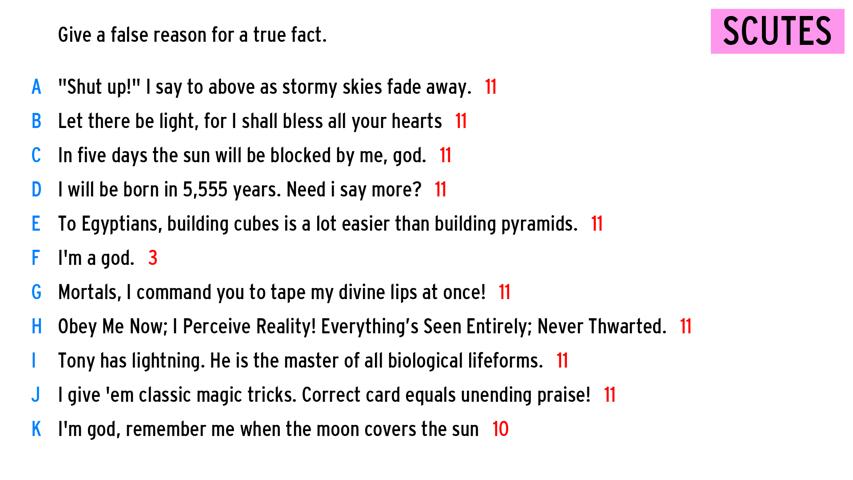 Give a false reason for a true fact.
SCUTES
A "Shut up!" I say to above as stormy skies fade away. 11
B Let there be light, for I shall bless all your hearts 11
C In five days the sun will be blocked by me, god. 11
D I will be born in 5,555 years. Need i say more? 11
E To Egyptians, building cubes is a lot easier than building pyramids. 11
F I'm a god. 3
G Mortals, I command you to tape my divine lips at once! 11
H Obey Me Now; I Perceive Reality! Everything's Seen Entirely; Never Thwarted. 11
I Tony has lightning. He is the master of all biological lifeforms. 11
J I give 'em classic magic tricks. Correct card equals unending praise! 11
K I'm god, remember me when the moon covers the sun 10